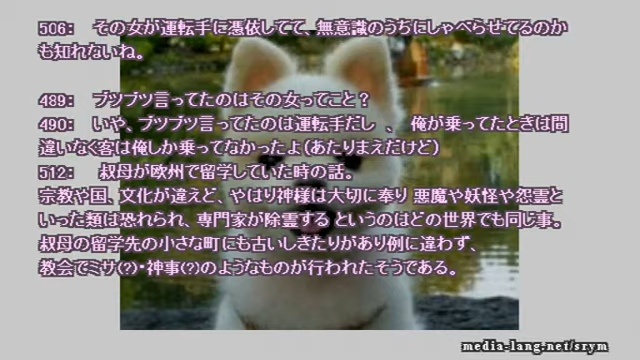 506:　その女が運転手に憑依してて、無意識のうちにしゃべらせてるのか
も知れないね。
489:　ブツブツ言ってたのはその女ってこと？
490:　いや、ブツブツ言ってたのは運転手だし　、　俺が乗ってたときは間
違いなく客は俺しか乗ってなかったよ(あたりまえだけど)
512:　 叔母が欧州で留学していた時の話。
宗教や国、文化が違えど、やはり神様は大切に奉り 悪魔や妖怪や怨霊と
いった類は恐れられ、専門家が除霊する というのはどの世界でも同じ事。
叔母の留学先の小さな町にも古いしきたりがあり例に違わず、
教会でミサ(?)・神事(?)のようなものが行われたそうである。
media-lang-net/srym